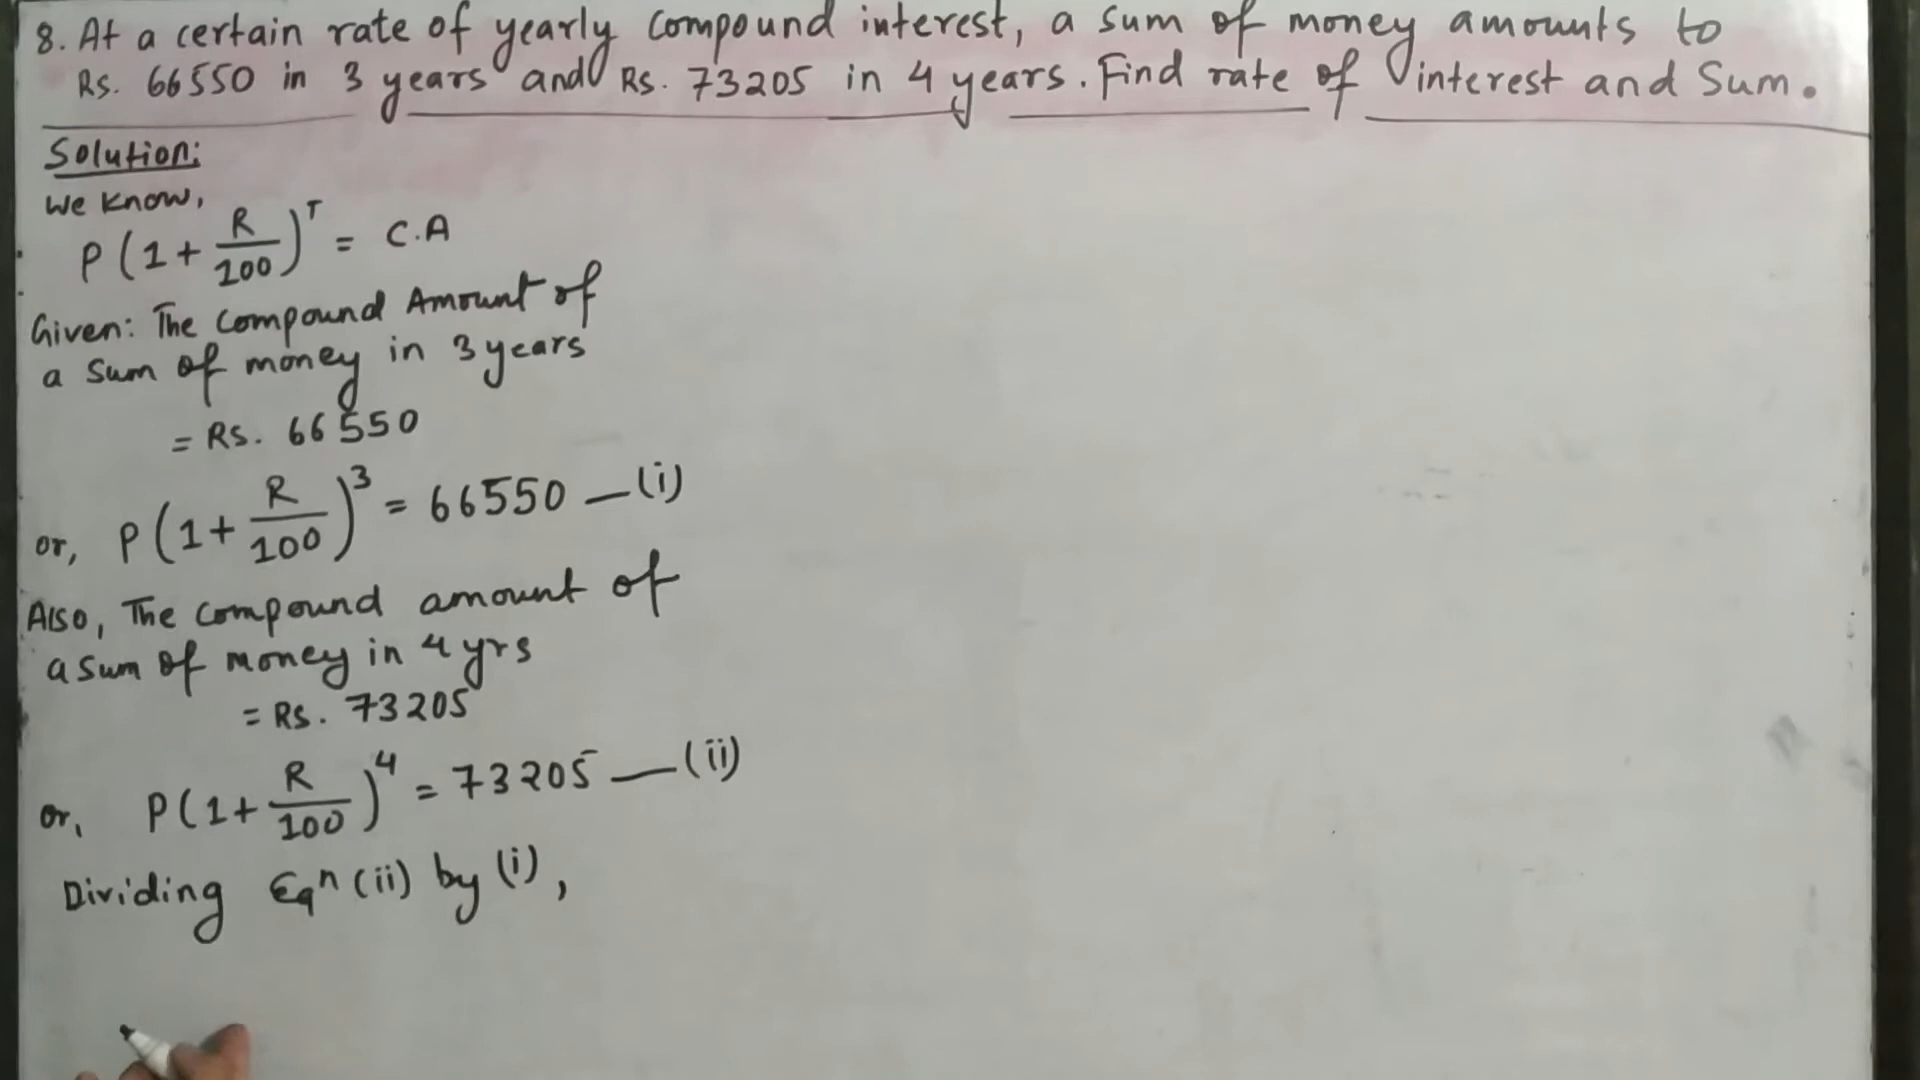 8. At a certain rate of yearly compound interest, a sum of money amounts to
Rs. 66550 in 3 years and Rs. 73205 in 4 years. Find rate of interest and Sum.
Solution:
We know,
P(1+R/100)^T = C.A
Given: The compound Amount of
a sum of money in 3 years
= Rs. 66550
or, P(1+R/100)^3 = 66550 —(i)
Also, The compound amount of
a sum of money in 4 yrs
= Rs. 73205
or, P(1+R/100)^4 = 73205 —(ii)
Dividing Eqⁿ (ii) by (i),